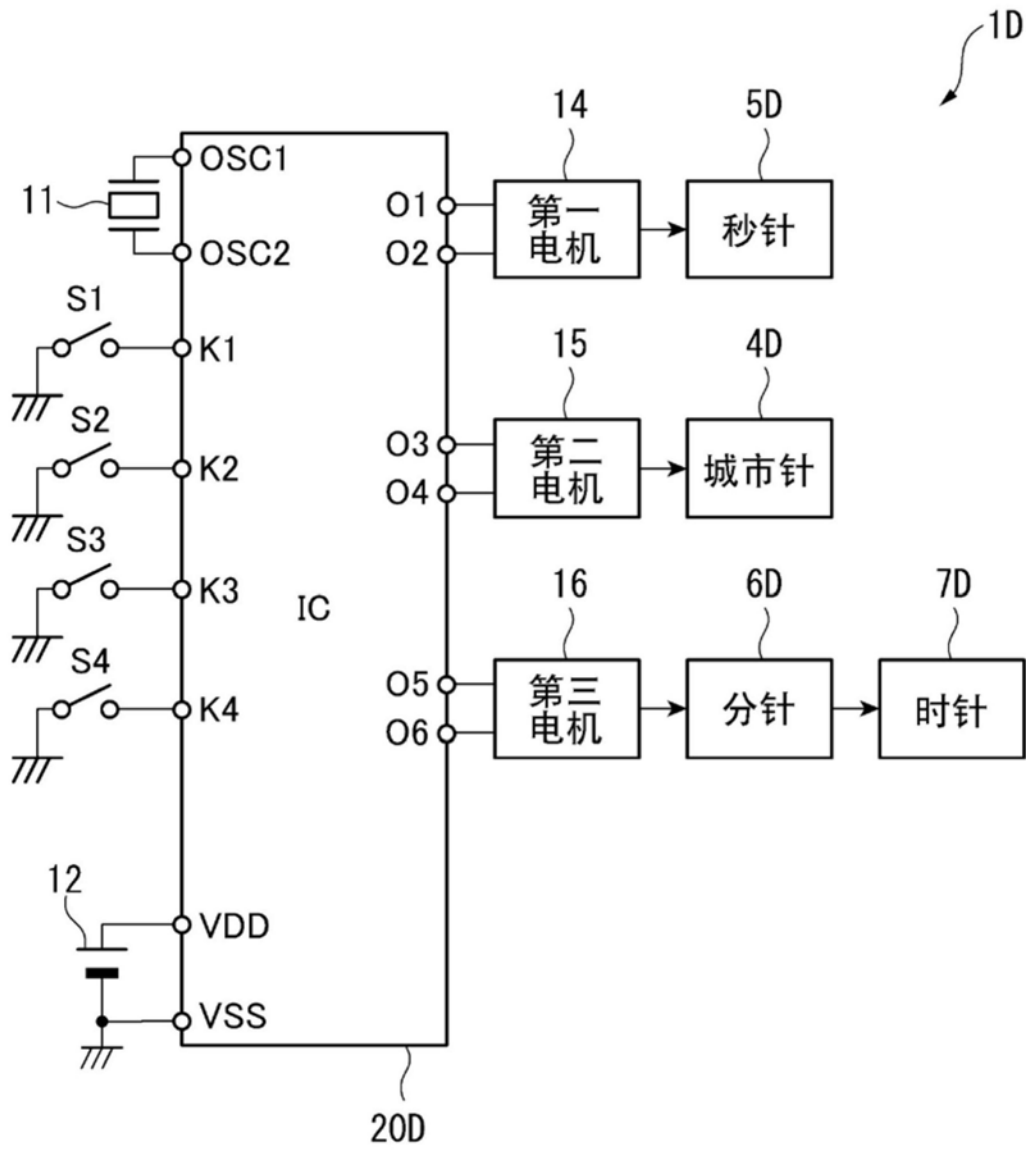 1D
14
5D
OSC1
11
O1
第一
电机
秒针
OSC2
O2
S1
K1
15
4D
S2
O3
第二
电机
城市针
K2
O4
S3
16
6D
7D
K3
IC
S4
O5
第三
电机
分针
时针
K4
O6
12
VDD
VSS
20D